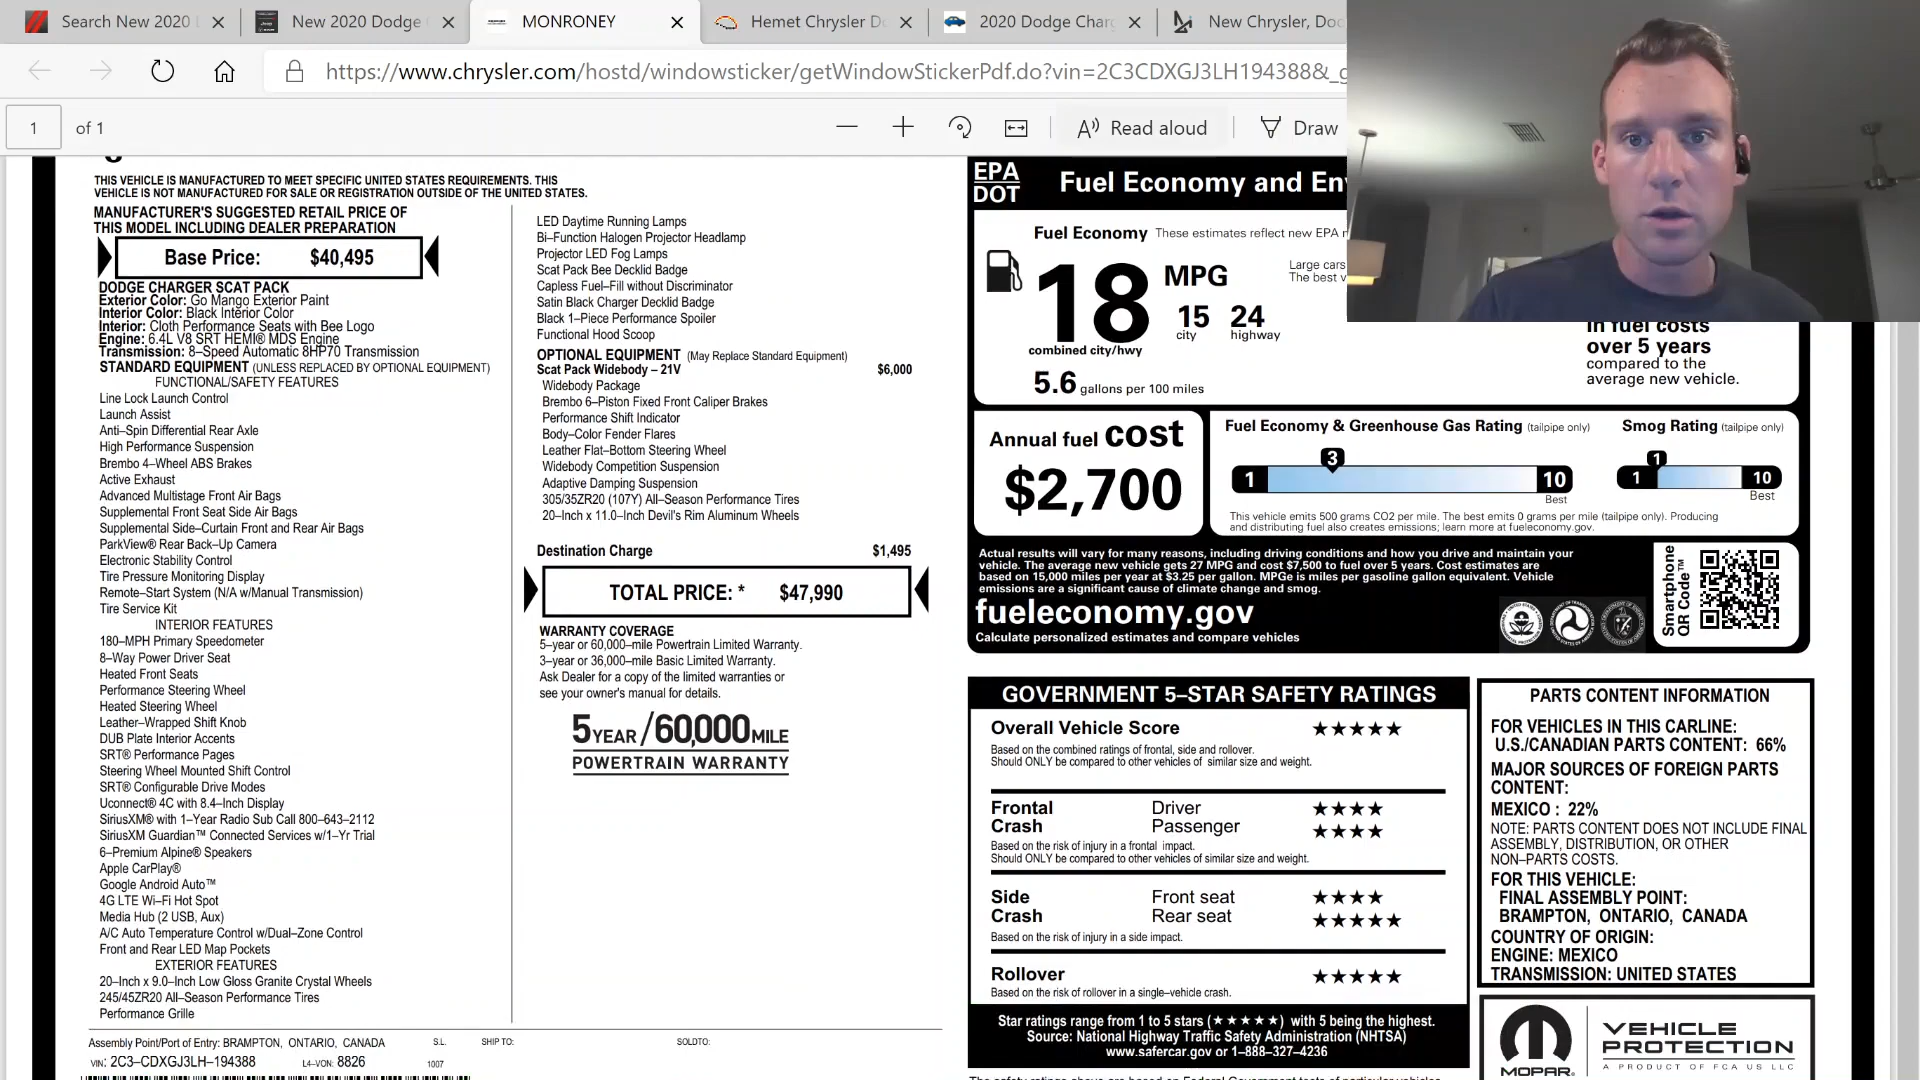 Search New 2020
New 2020 Dodge
MONRONEY
Hemet Chrysler D
2020 Dodge Char
New Chrysler, Do
https://www.chrysler.com/hostd/windowsticker/getWindowStickerPdf.do?vin=2C3CDXGJ3LH194388&_g
1 of 1
Read aloud
Draw
THIS VEHICLE IS MANUFACTURED TO MEET SPECIFIC UNITED STATES REQUIREMENTS. THIS
VEHICLE IS NOT MANUFACTURED FOR SALE OR REGISTRATION OUTSIDE OF THE UNITED STATES.
MANUFACTURER'S SUGGESTED RETAIL PRICE OF
THIS MODEL INCLUDING DEALER PREPARATION
Base Price: $40,495
DODGE CHARGER SCAT PACK
Exterior Color: Go Mango Exterior Paint
Interior Color: Black Interior Color
Interior: Cloth Performance Seats with Bee Logo
Engine: 6.4L V8 SRT HEMI® MDS Engine
Transmission: 8–Speed Automatic 8HP70 Transmission
STANDARD EQUIPMENT (UNLESS REPLACED BY OPTIONAL EQUIPMENT)
FUNCTIONAL/SAFETY FEATURES
Line Lock Launch Control
Launch Assist
Anti–Spin Differential Rear Axle
High Performance Suspension
Brembo 4–Wheel ABS Brakes
Active Exhaust
Advanced Multistage Front Air Bags
Supplemental Front Seat Side Air Bags
Supplemental Side–Curtain Front and Rear Air Bags
ParkView® Rear Back–Up Camera
Electronic Stability Control
Tire Pressure Monitoring Display
Remote–Start System (N/A w/Manual Transmission)
Tire Service Kit
INTERIOR FEATURES
180–MPH Primary Speedometer
8–Way Power Driver Seat
Heated Front Seats
Performance Steering Wheel
Heated Steering Wheel
Leather–Wrapped Shift Knob
DUB Plate Interior Accents
SRT® Performance Pages
Steering Wheel Mounted Shift Control
SRT® Configurable Drive Modes
Uconnect® 4C with 8.4–Inch Display
SiriusXM® with 1–Year Radio Sub Call 800–643–2112
SiriusXM Guardian™ Connected Services w/1–Yr Trial
6–Premium Alpine® Speakers
Apple CarPlay®
Google Android Auto™
4G LTE Wi–Fi Hot Spot
Media Hub (2 USB, Aux)
A/C Auto Temperature Control w/Dual–Zone Control
Front and Rear LED Map Pockets
EXTERIOR FEATURES
20–Inch x 9.0–Inch Low Gloss Granite Crystal Wheels
245/45ZR20 All–Season Performance Tires
Performance Grille
LED Daytime Running Lamps
Bi–Function Halogen Projector Headlamp
Projector LED Fog Lamps
Scat Pack Bee Decklid Badge
Capless Fuel–Fill without Discriminator
Satin Black Charger Decklid Badge
Black 1–Piece Performance Spoiler
Functional Hood Scoop
OPTIONAL EQUIPMENT (May Replace Standard Equipment)
Scat Pack Widebody – 21V $6,000
Widebody Package
Brembo 6–Piston Fixed Front Caliper Brakes
Performance Shift Indicator
Body–Color Fender Flares
Leather Flat–Bottom Steering Wheel
Widebody Competition Suspension
Adaptive Damping Suspension
305/35ZR20 (107Y) All–Season Performance Tires
20–Inch x 11.0–Inch Devil's Rim Aluminum Wheels
Destination Charge $1,495
TOTAL PRICE: * $47,990
WARRANTY COVERAGE
5–year or 60,000–mile Powertrain Limited Warranty.
3–year or 36,000–mile Basic Limited Warranty.
Ask Dealer for a copy of the limited warranties or
see your owner's manual for details.
5 YEAR /60,000 MILE
POWERTRAIN WARRANTY
Assembly Point/Port of Entry: BRAMPTON, ONTARIO, CANADA
S.L. SHIP TO: SOLDTO:
VIN: 2C3–CDXGJ3LH–194388 L4–VON: 8826 1007
EPA
DOT
Fuel Economy and En
Fuel Economy These estimates reflect new EPA
18 MPG
15 24
city highway
combined city/hwy
5.6 gallons per 100 miles
Large cars
The best
in fuel costs
over 5 years
compared to the
average new vehicle.
Annual fuel cost
$2,700
Fuel Economy & Greenhouse Gas Rating (tailpipe only)
3
1 10
Best
Smog Rating (tailpipe only)
1
1 10
Best
This vehicle emits 500 grams CO2 per mile. The best emits 0 grams per mile (tailpipe only). Producing
and distributing fuel also creates emissions; learn more at fueleconomy.gov.
Actual results will vary for many reasons, including driving conditions and how you drive and maintain your
vehicle. The average new vehicle gets 27 MPG and cost $7,500 to fuel over 5 years. Cost estimates are
based on 15,000 miles per year at $3.25 per gallon. MPGe is miles per gasoline gallon equivalent. Vehicle
emissions are a significant cause of climate change and smog.
fueleconomy.gov
Calculate personalized estimates and compare vehicles
Smartphone
QR Code™
GOVERNMENT 5–STAR SAFETY RATINGS
Overall Vehicle Score ★★★★★
Based on the combined ratings of frontal, side and rollover.
Should ONLY be compared to other vehicles of similar size and weight.
Frontal Driver ★★★★
Crash Passenger ★★★★
Based on the risk of injury in a frontal impact.
Should ONLY be compared to other vehicles of similar size and weight.
Side Front seat ★★★★
Crash Rear seat ★★★★★
Based on the risk of injury in a side impact.
Rollover ★★★★★
Based on the risk of rollover in a single–vehicle crash.
Star ratings range from 1 to 5 stars (★★★★★) with 5 being the highest.
Source: National Highway Traffic Safety Administration (NHTSA)
www.safercar.gov or 1–888–327–4236
PARTS CONTENT INFORMATION
FOR VEHICLES IN THIS CARLINE:
U.S./CANADIAN PARTS CONTENT: 66%
MAJOR SOURCES OF FOREIGN PARTS
CONTENT:
MEXICO : 22%
NOTE: PARTS CONTENT DOES NOT INCLUDE FINAL
ASSEMBLY, DISTRIBUTION, OR OTHER
NON–PARTS COSTS.
FOR THIS VEHICLE:
FINAL ASSEMBLY POINT:
BRAMPTON, ONTARIO, CANADA
COUNTRY OF ORIGIN:
ENGINE: MEXICO
TRANSMISSION: UNITED STATES
MOPAR
VEHICLE
PROTECTION
A PRODUCT OF FCA US LLC